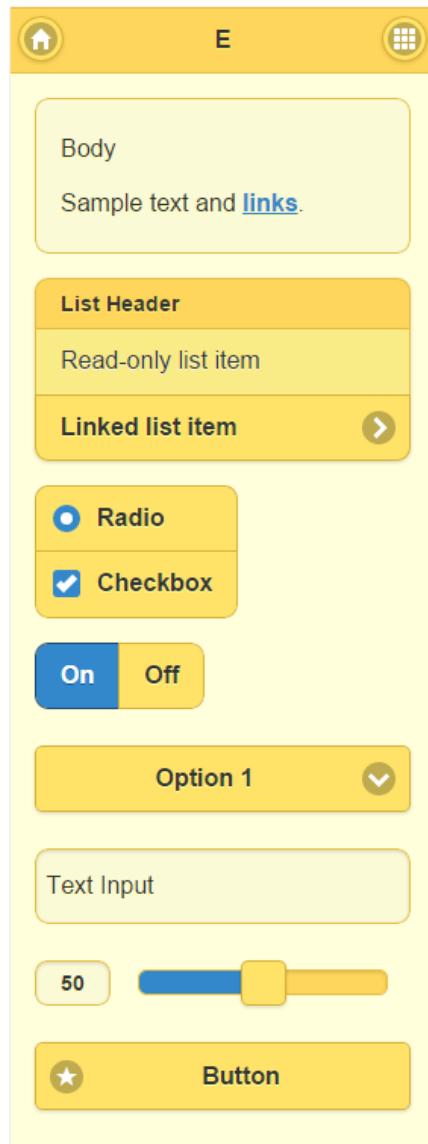 E
Body
Sample text and links.
List Header
Read-only list item
Linked list item
Radio
Checkbox
On Off
Option 1
Text Input
50
Button